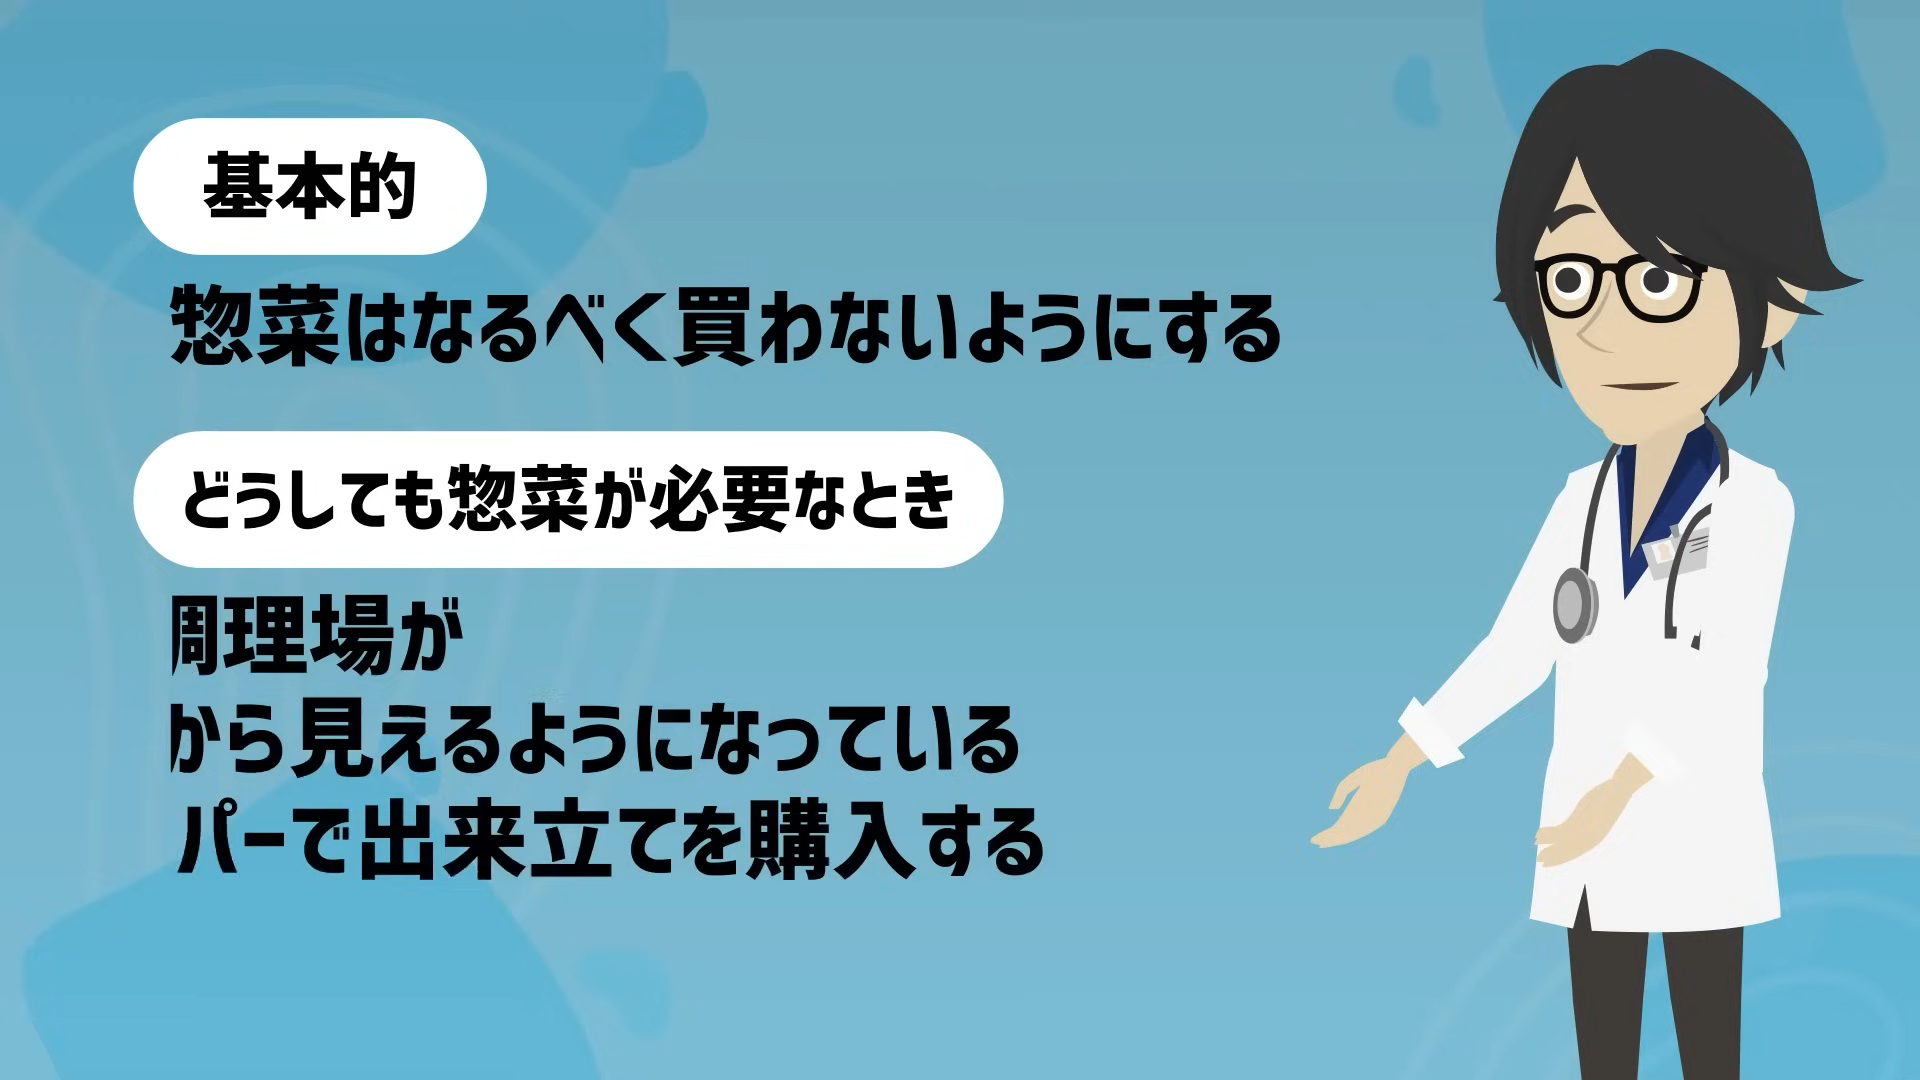 基本的
惣菜はなるべく買わないようにする
どうしても惣菜が必要なとき
理場が
から見えるようになっている
パーで出来立てを購入する